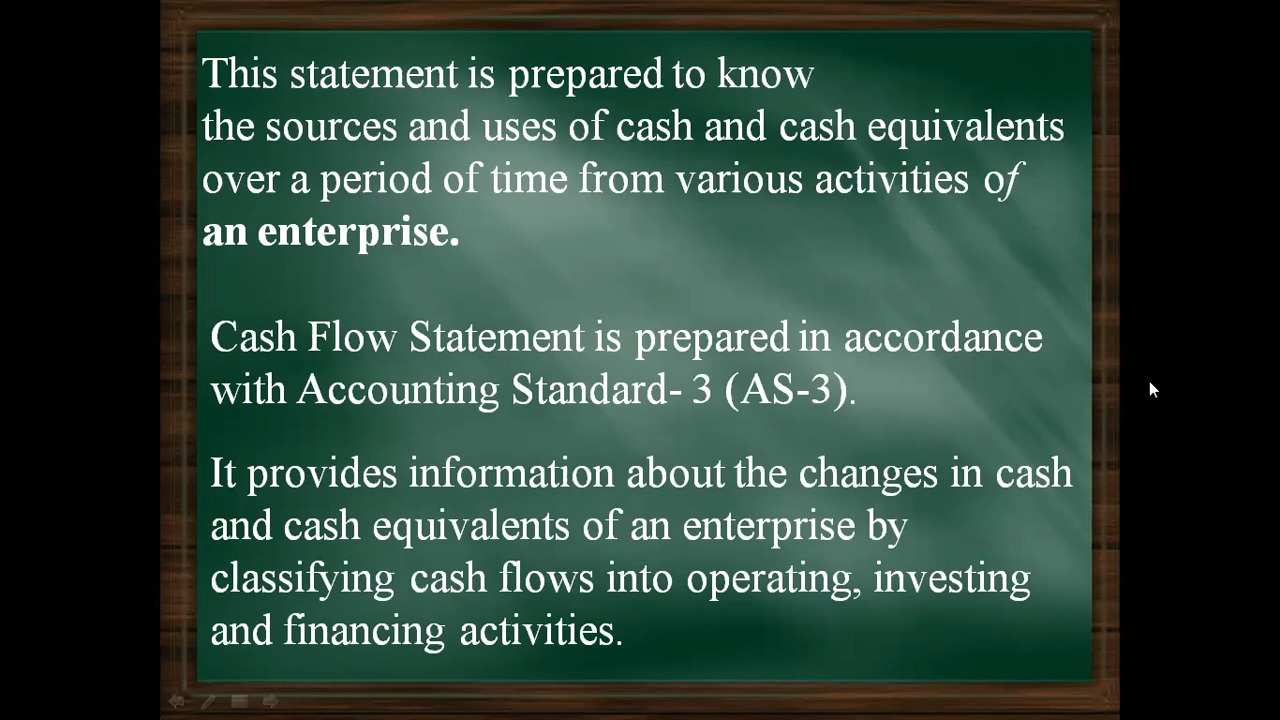 This statement is prepared to know
the sources and uses of cash and cash equivalents
over a period of time from various activities of
an enterprise.
Cash Flow Statement is prepared in accordance
with Accounting Standard- 3 (AS-3).
It provides information about the changes in cash
and cash equivalents of an enterprise by
classifying cash flows into operating, investing
and financing activities.